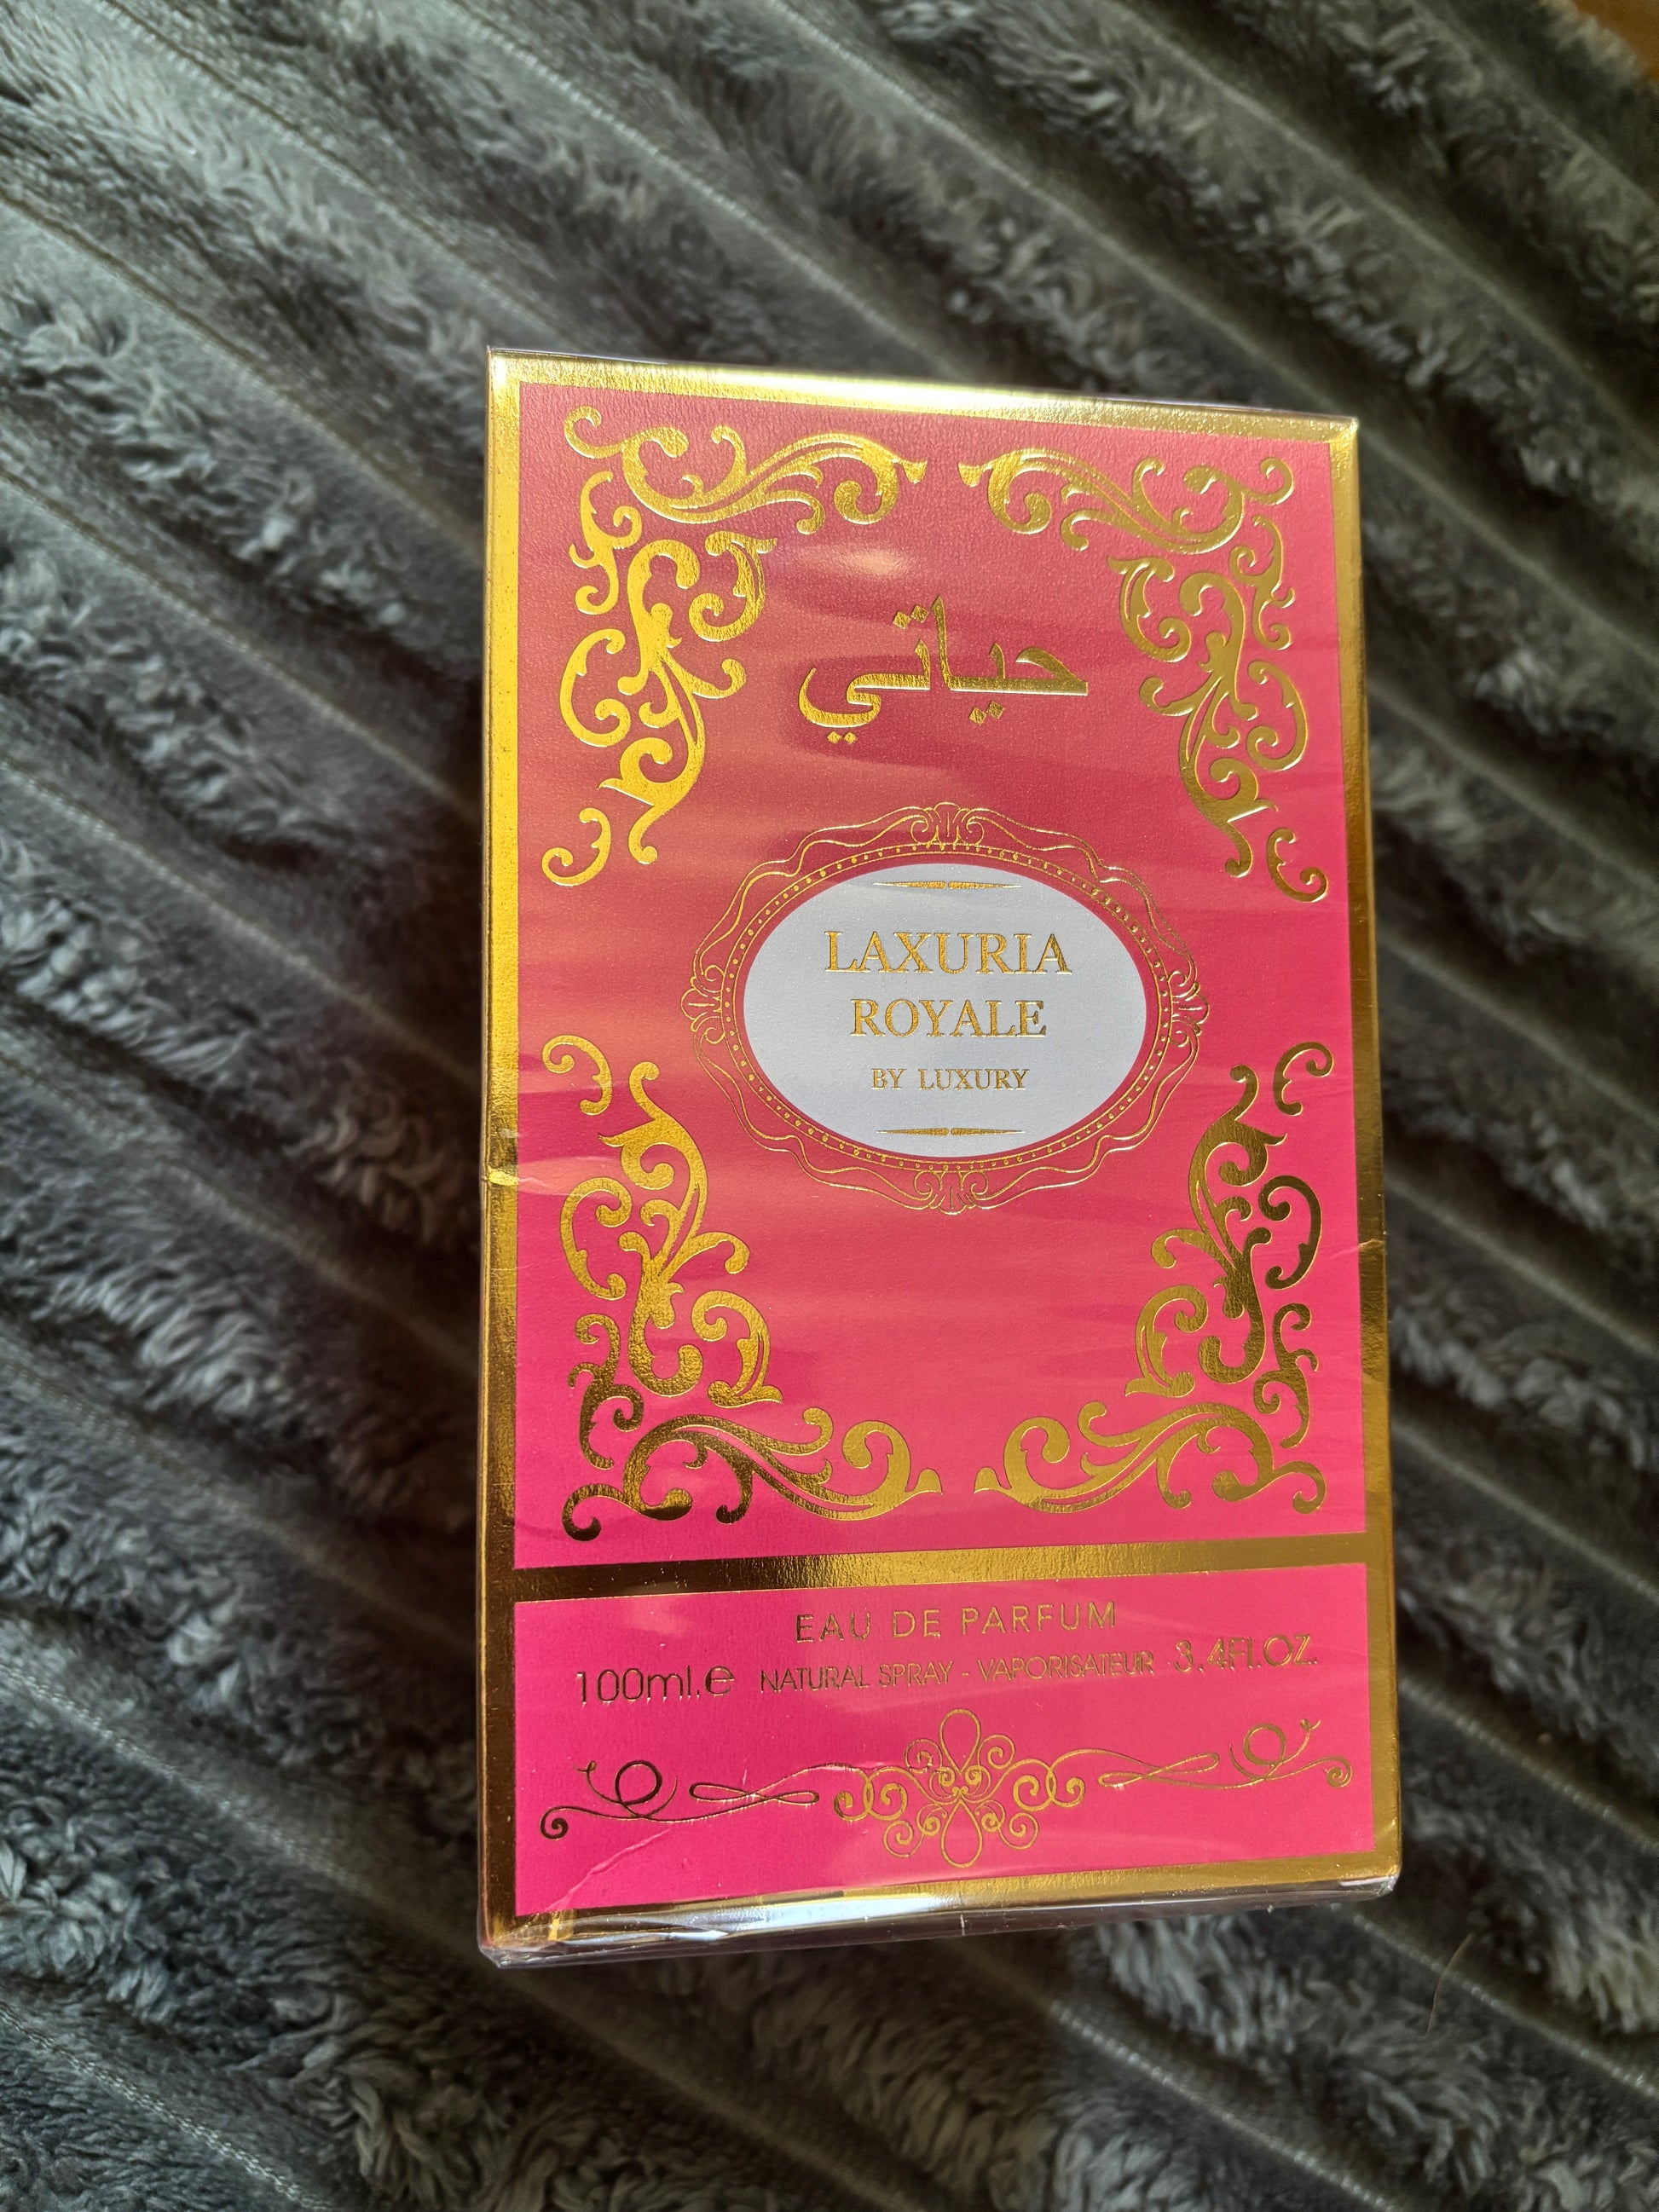 حياتي
LAXURIA
ROYALE
BY LUXURY
EAU DE PARFUM
100ml.e NATURAL SPRAY - VAPORISATEUR 3.4Fl.OZ.